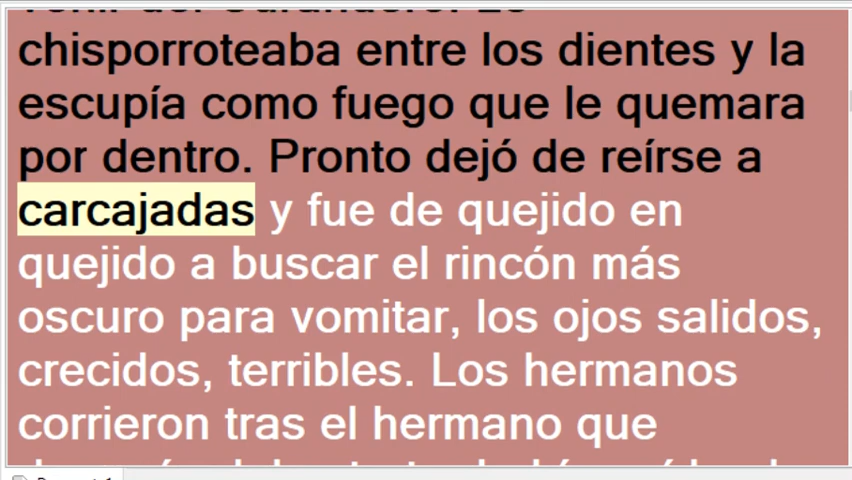 chisporroteaba entre los dientes y la
escupía como fuego que le quemara
por dentro. Pronto dejó de reírse a
carcajadas y fue de quejido en
quejido a buscar el rincón más
oscuro para vomitar, los ojos salidos,
crecidos, terribles. Los hermanos
corrieron tras el hermano que